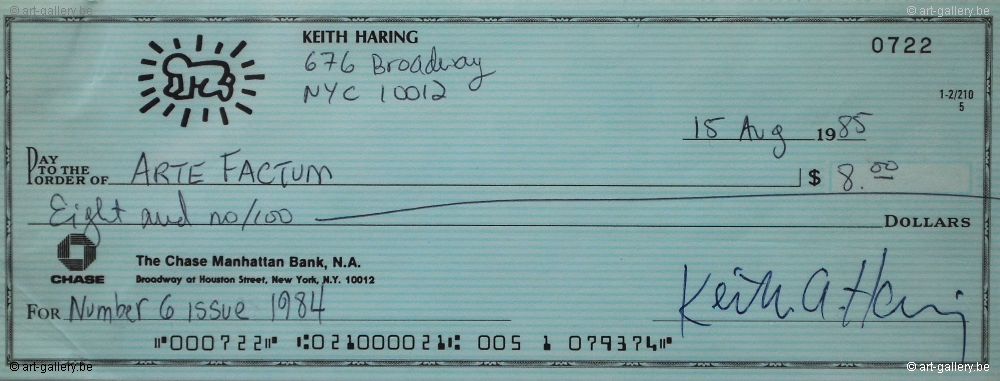 © art-gallery.be © art-gallery.be
KEITH HARING
0722
676 Broadway
NYC 10012
1-2/210
5
15 Aug 1985
PAY TO THE ORDER OF ARTE FACTUM $ 8.00
Eight and no/100 DOLLARS
CHASE
The Chase Manhattan Bank, N.A.
Broadway at Houston Street, New York, N.Y. 10012
FOR Number 6 issue 1984 Keith A. Haring
⑈000722⑈ ⑆021000021⑆ 005 1 079374⑈
© art-gallery.be © art-gallery.be